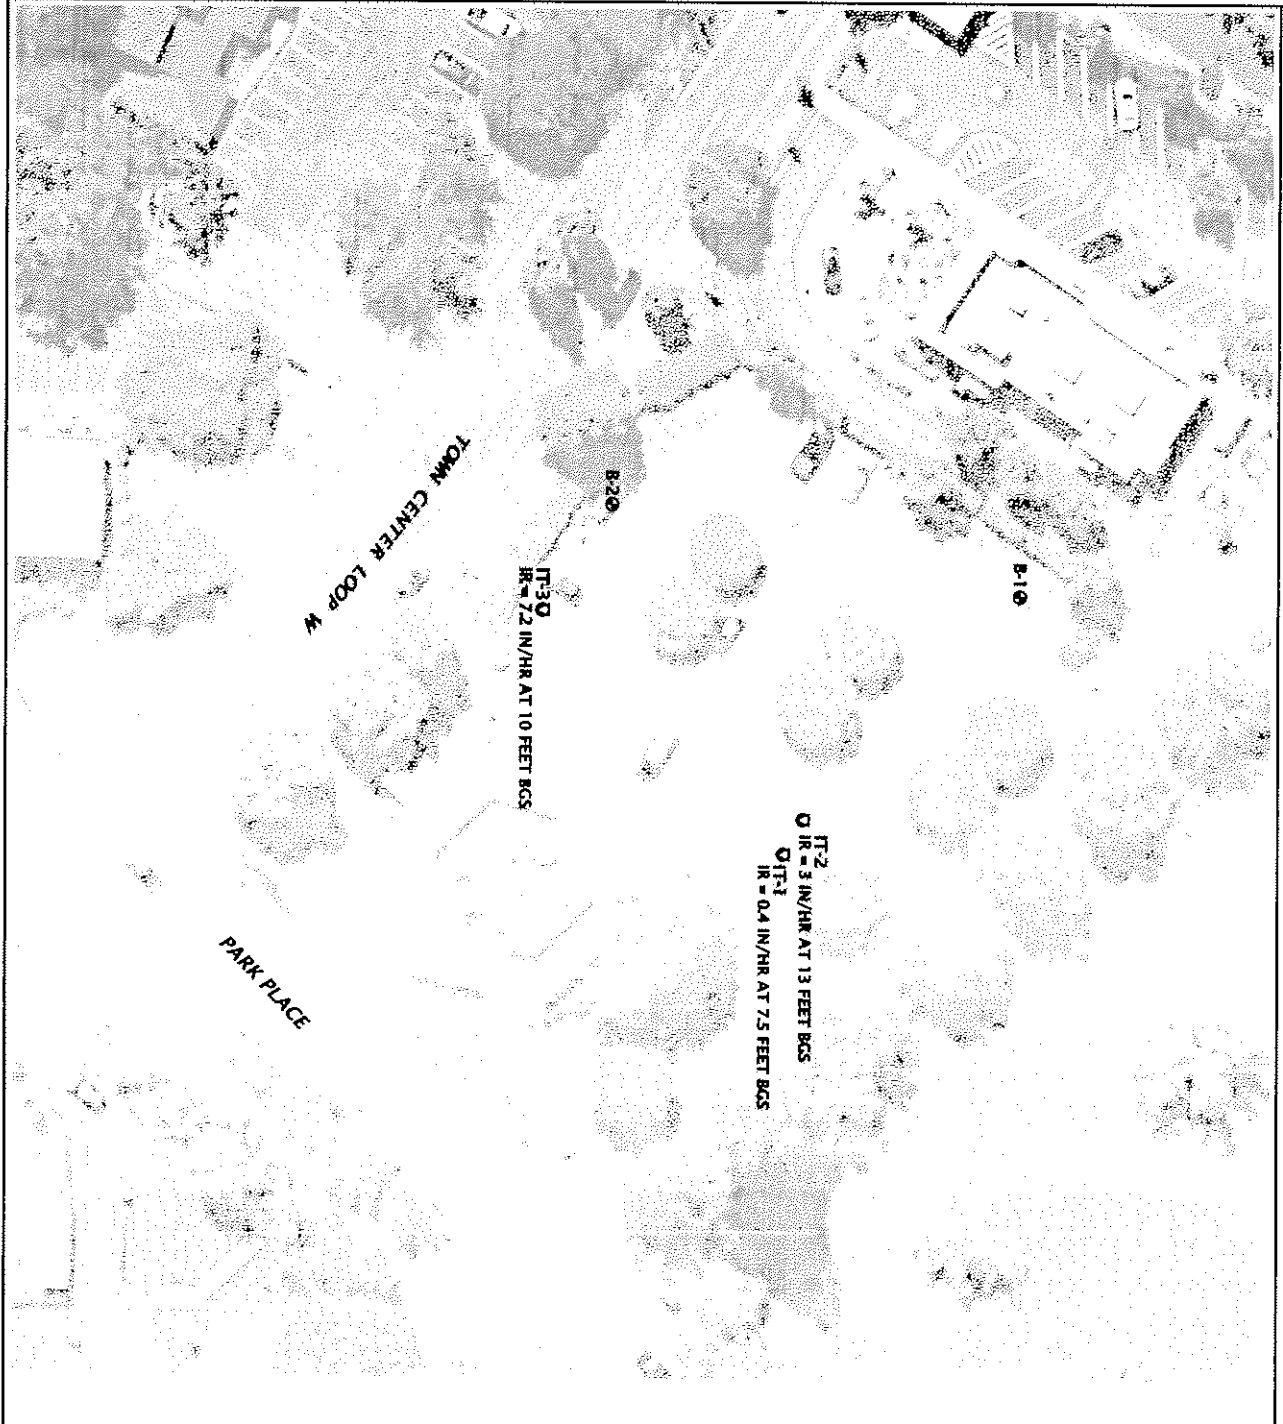 TOWN CENTER LOOP W
B-2
B-1
IT-3
IR = 7.2 IN/HR AT 10 FEET BGS
IT-2
IR = 3 IN/HR AT 13 FEET BGS
IT-1
IR = 0.4 IN/HR AT 7.5 FEET BGS
PARK PLACE